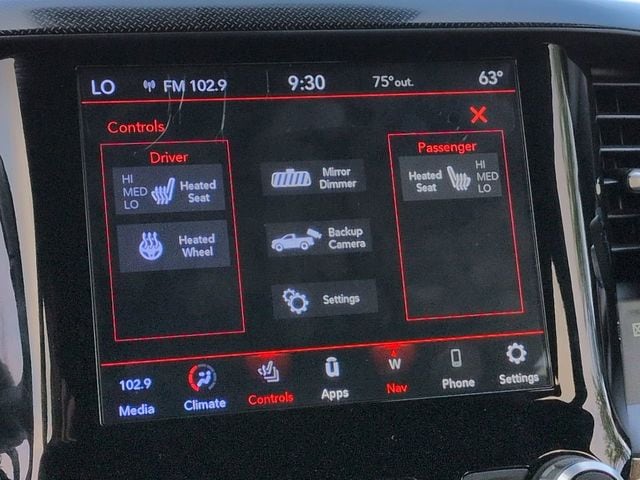 LO FM 102.9 9:30 75° out. 63°
Controls X
Driver
HI
MED
LO
Heated
Seat
Heated
Wheel
Mirror
Dimmer
Backup
Camera
Settings
Passenger
Heated
Seat
HI
MED
LO
102.9
Media
Climate
Controls
Apps
W
Nav
Phone
Settings